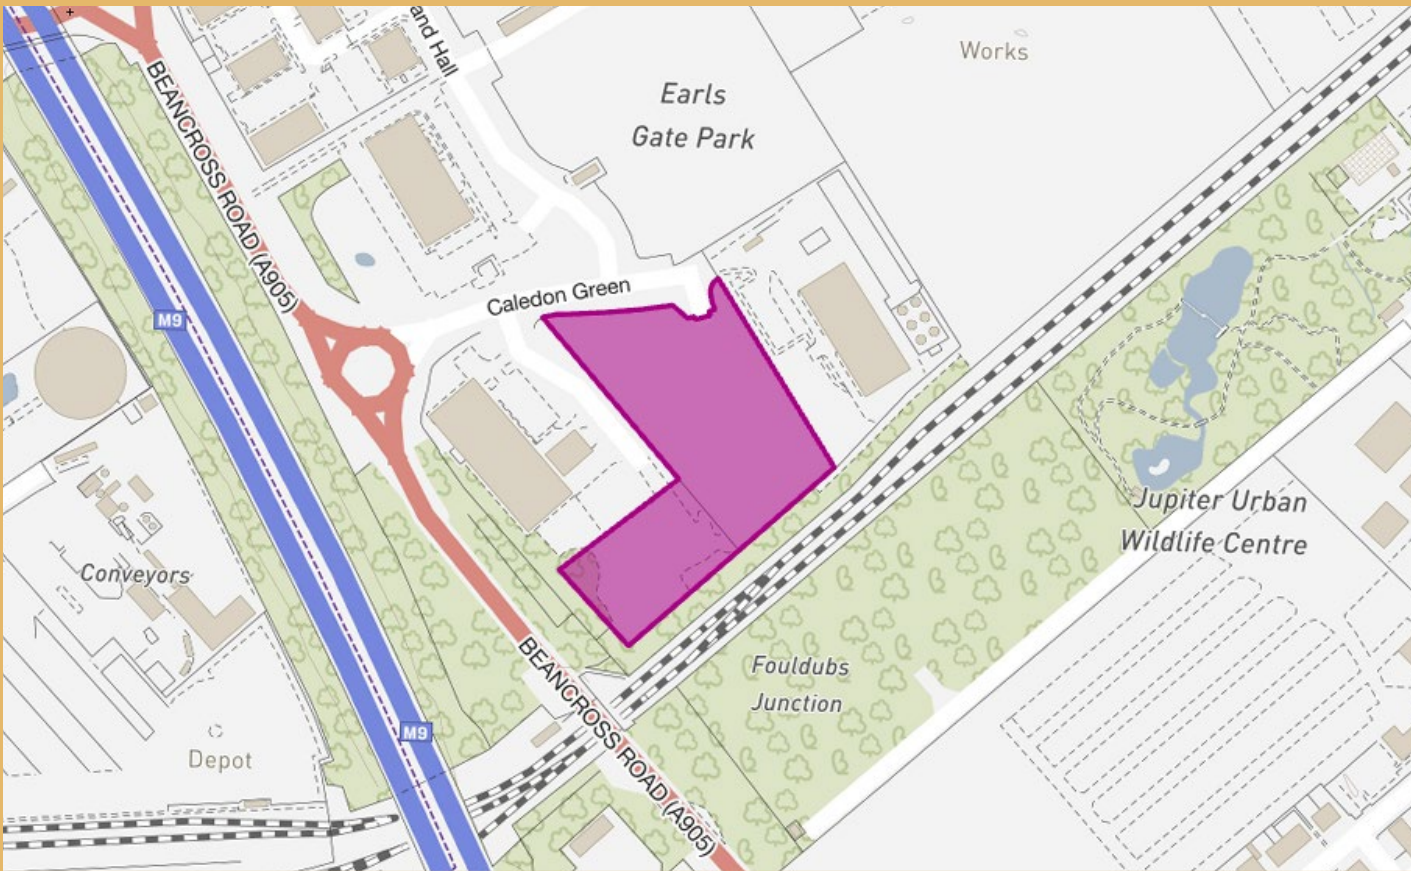 and Hall
Works
Earls
Gate Park
BEANCROSS ROAD (A905)
Caledon Green
M9
Jupiter Urban
Wildlife Centre
Conveyors
Fouldubs
Junction
M9
Depot
BEANCROSS ROAD (A905)